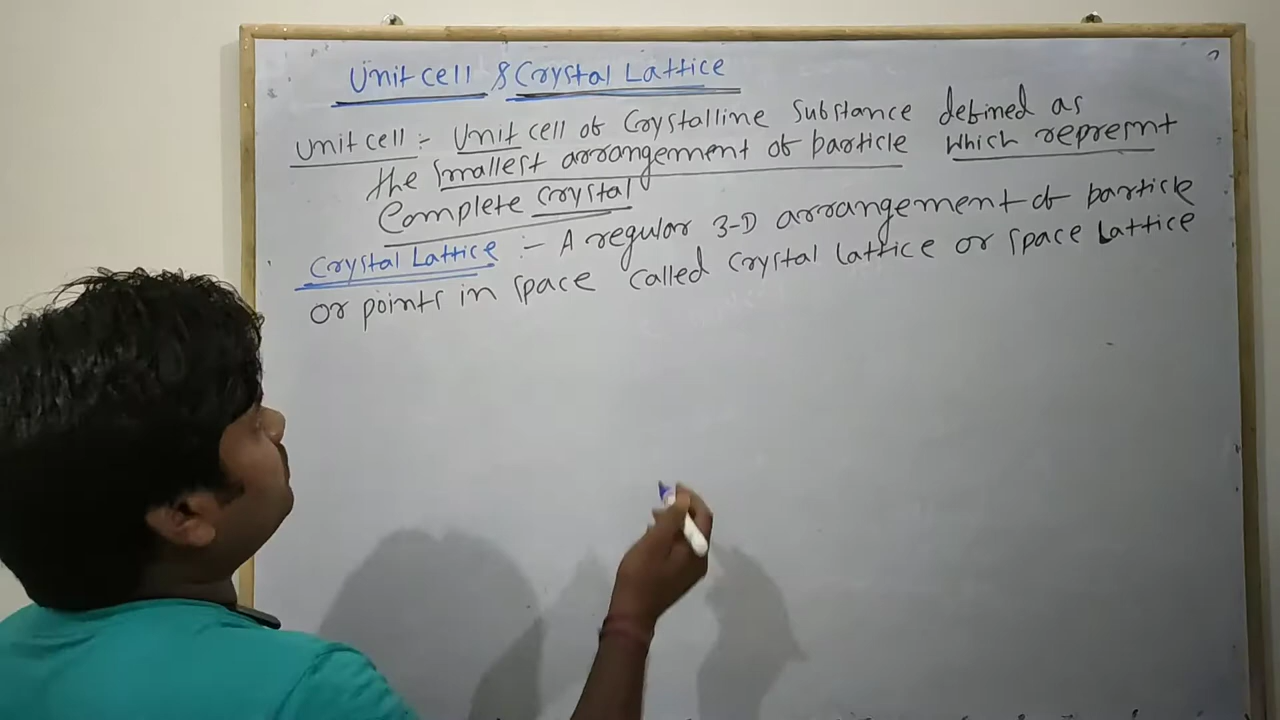 Unit cell & Crystal Lattice
Unit cell :- Unit cell of Crystalline Substance defined as
the smallest arrangement of particle which represnt
Complete crystal
Crystal Lattice :- A regular 3-D arrangement of particle
or points in space called crystal lattice or space Lattice